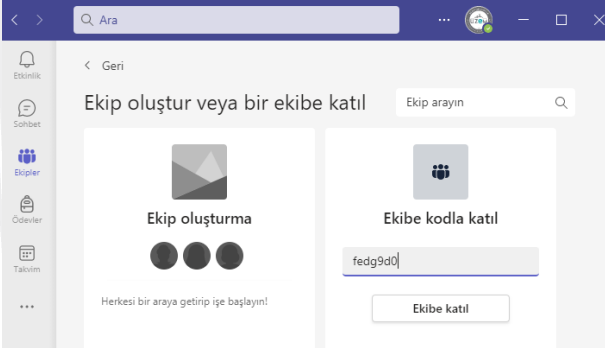 Ara
Geri
Ekip oluştur veya bir ekibe katıl
Ekip arayın
Etkinlik
Sohbet
Ekipler
Ödevler
Takvim
Ekip oluşturma
Herkesi bir araya getirip işe başlayın!
Ekibe kodla katıl
fedg9d0
Ekibe katıl